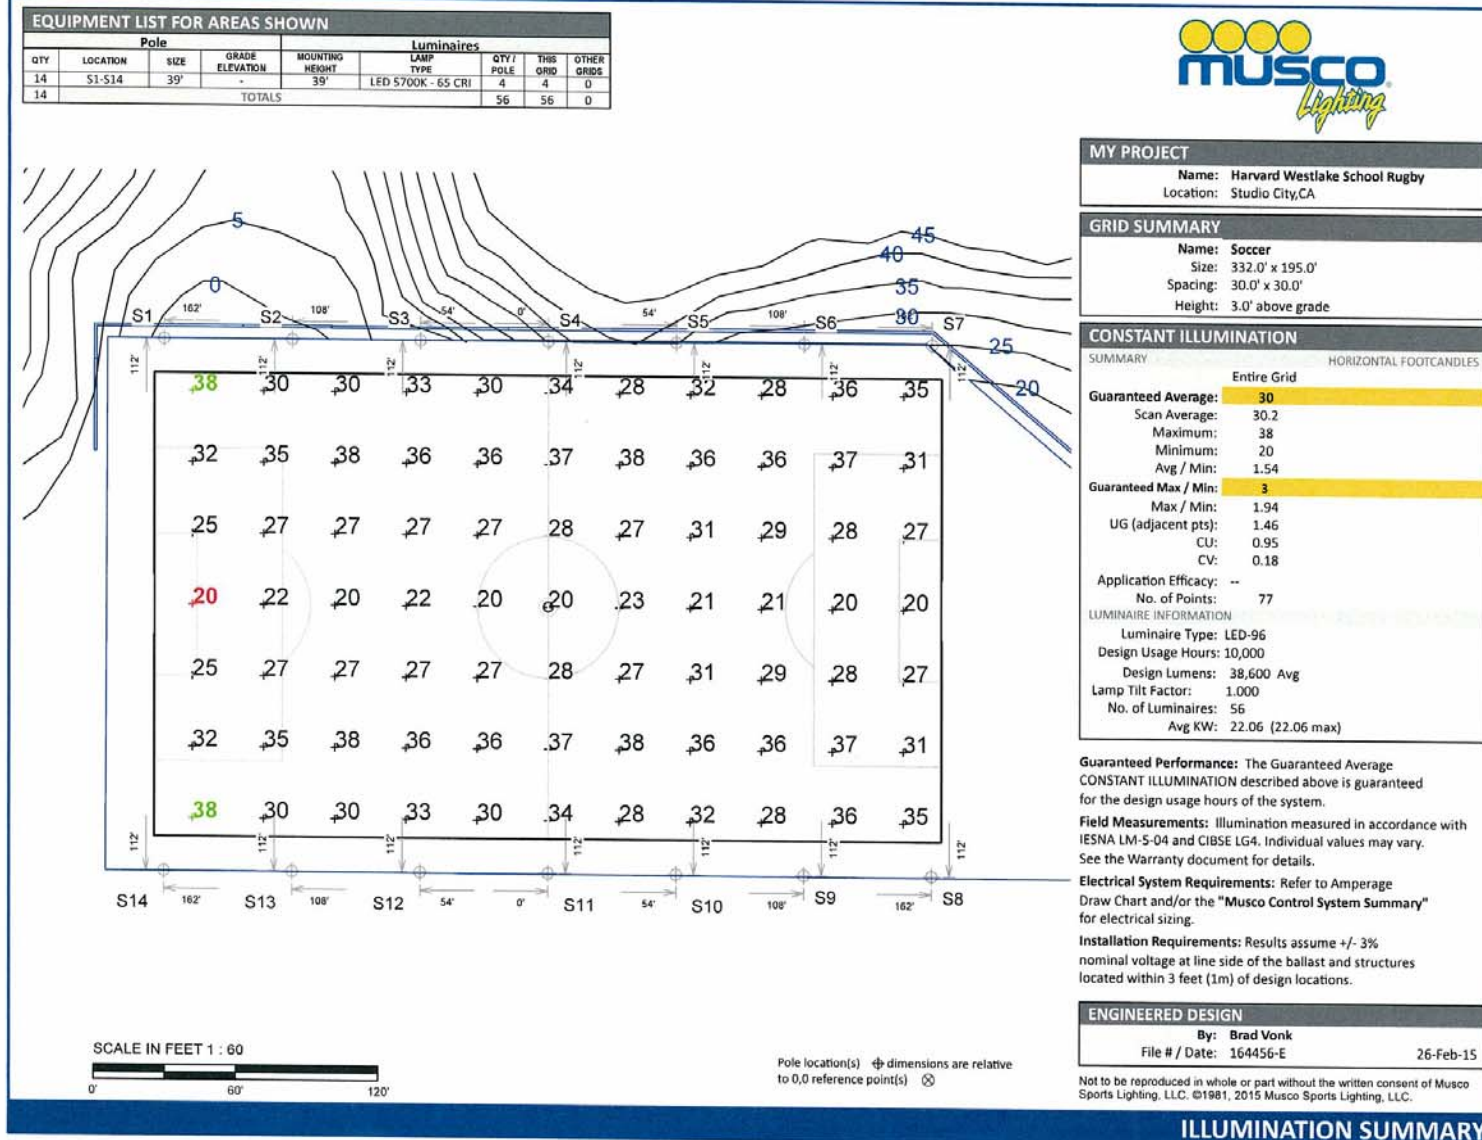 EQUIPMENT LIST FOR AREAS SHOWN
Pole Luminaires
QTY LOCATION SIZE GRADE ELEVATION MOUNTING HEIGHT LAMP TYPE QTY / POLE THIS GRID OTHER GRIDS
14 S1-S14 39' - 39' LED 5700K - 65 CRI 4 4 0
14 TOTALS 56 56 0
musco
Lighting
MY PROJECT
Name: Harvard Westlake School Rugby
Location: Studio City,CA
GRID SUMMARY
Name: Soccer
Size: 332.0' x 195.0'
Spacing: 30.0' x 30.0'
Height: 3.0' above grade
CONSTANT ILLUMINATION
SUMMARY HORIZONTAL FOOTCANDLES
Entire Grid
Guaranteed Average: 30
Scan Average: 30.2
Maximum: 38
Minimum: 20
Avg / Min: 1.54
Guaranteed Max / Min: 3
Max / Min: 1.94
UG (adjacent pts): 1.46
CU: 0.95
CV: 0.18
Application Efficacy: --
No. of Points: 77
LUMINAIRE INFORMATION
Luminaire Type: LED-96
Design Usage Hours: 10,000
Design Lumens: 38,600 Avg
Lamp Tilt Factor: 1.000
No. of Luminaires: 56
Avg KW: 22.06 (22.06 max)
Guaranteed Performance: The Guaranteed Average
CONSTANT ILLUMINATION described above is guaranteed
for the design usage hours of the system.
Field Measurements: Illumination measured in accordance with
IESNA LM-5-04 and CIBSE LG4. Individual values may vary.
See the Warranty document for details.
Electrical System Requirements: Refer to Amperage
Draw Chart and/or the "Musco Control System Summary"
for electrical sizing.
Installation Requirements: Results assume +/- 3%
nominal voltage at line side of the ballast and structures
located within 3 feet (1m) of design locations.
ENGINEERED DESIGN
By: Brad Vonk
File # / Date: 164456-E 26-Feb-15
Not to be reproduced in whole or part without the written consent of Musco
Sports Lighting, LLC. ©1981, 2015 Musco Sports Lighting, LLC.
5
0
45
40
35
30
25
20
S1 162' S2 108' S3 54' 0' S4 54' S5 108' S6 S7
112' 112' 112' 112' 112' 112' 112'
38 30 30 33 30 34 28 32 28 36 35
32 35 38 36 36 37 38 36 36 37 31
25 27 27 27 27 28 27 31 29 28 27
20 22 20 22 20 20 23 21 21 20 20
25 27 27 27 27 28 27 31 29 28 27
32 35 38 36 36 37 38 36 36 37 31
38 30 30 33 30 34 28 32 28 36 35
112' 112' 112' 112' 112' 112' 112'
S14 162' S13 108' S12 54' 0' S11 54' S10 108' S9 162' S8
SCALE IN FEET 1 : 60
0' 60' 120'
Pole location(s) dimensions are relative
to 0,0 reference point(s)
ILLUMINATION SUMMARY